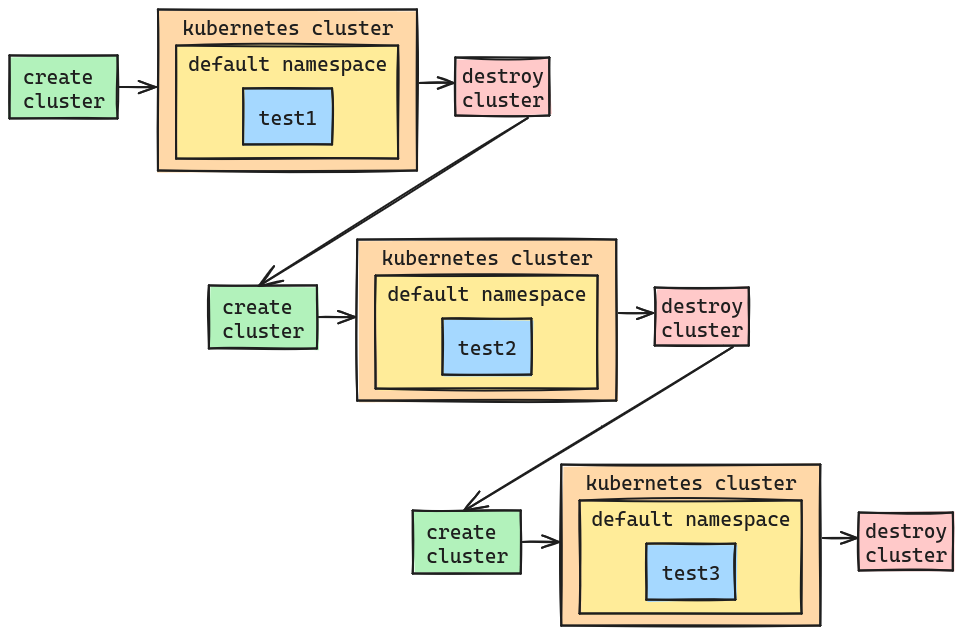 kubernetes cluster
create
cluster
default namespace
test1
destroy
cluster
kubernetes cluster
create
cluster
default namespace
test2
destroy
cluster
kubernetes cluster
create
cluster
default namespace
test3
destroy
cluster